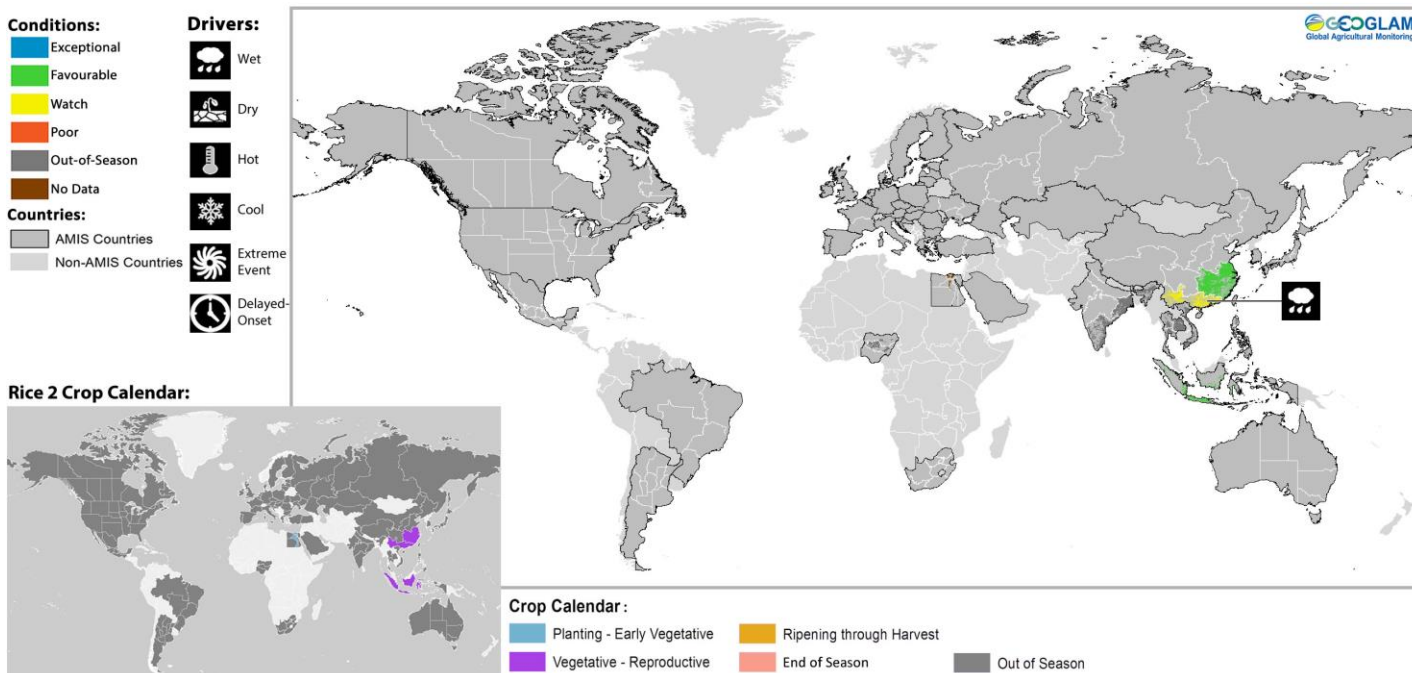 Conditions:
Exceptional
Favourable
Watch
Poor
Out-of-Season
No Data
Countries:
AMIS Countries
Non-AMIS Countries
Drivers:
Wet
Dry
Hot
Cool
Extreme
Event
Delayed-
Onset
GEOGLAM
Global Agricultural Monitoring
Rice 2 Crop Calendar:
Crop Calendar :
Planting - Early Vegetative
Vegetative - Reproductive
Ripening through Harvest
End of Season
Out of Season